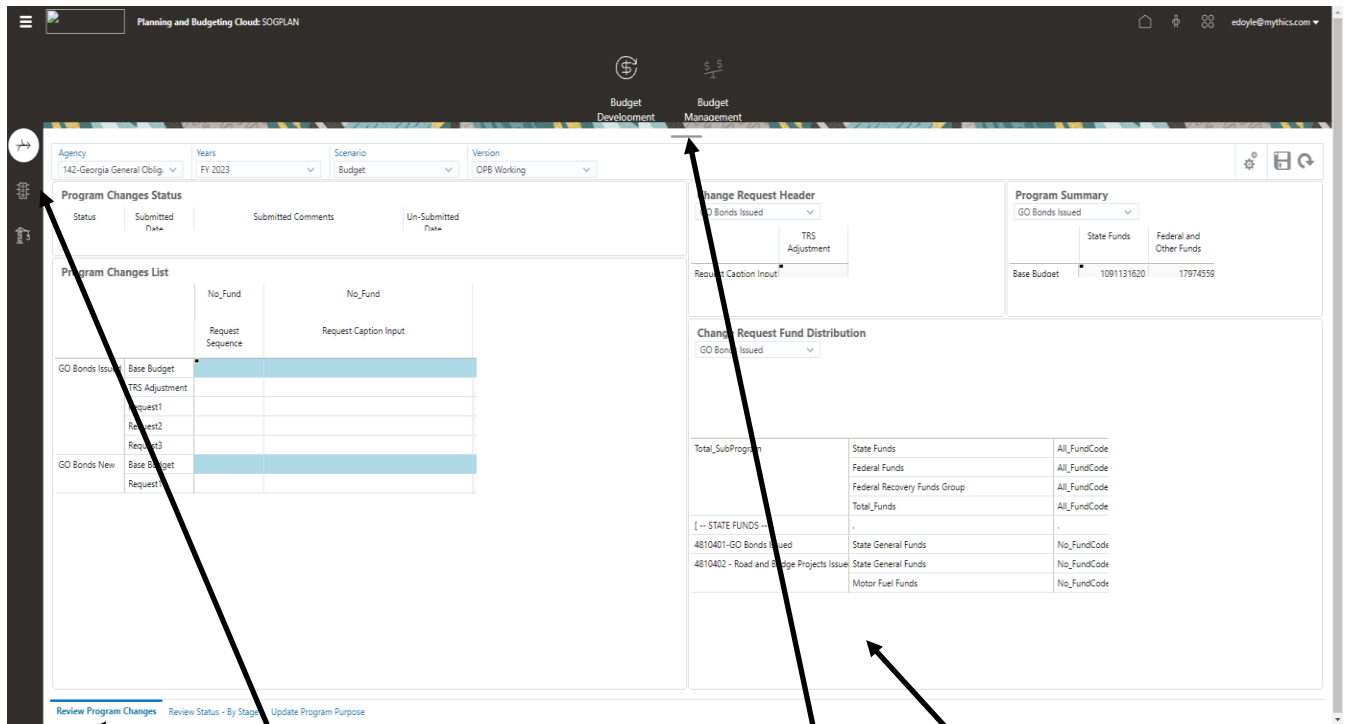 Planning and Budgeting Cloud: SOGPLAN
edoyle@mythics.com
Budget Development
Budget Management
Agency Years Scenario Version
142-Georgia General Oblig. FY 2023 Budget OPB Working
Program Changes Status
Status Submitted Date Submitted Comments Un-Submitted Date
Change Request Header
GO Bonds Issued
TRS Adjustment
Request Caption Input
Program Summary
GO Bonds Issued
State Funds Federal and Other Funds
Base Budget 1091131620 17974559
Program Changes List
No_Fund No_Fund
Request Sequence Request Caption Input
GO Bonds Issued Base Budget
TRS Adjustment
Request1
Request2
Request3
GO Bonds New Base Budget
Request1
Change Request Fund Distribution
GO Bonds Issued
Total_SubProgram State Funds All_FundCode
Federal Funds All_FundCode
Federal Recovery Funds Group All_FundCode
Total_Funds All_FundCode
[ -- STATE FUNDS -- . .
4810401-GO Bonds Issued State General Funds No_FundCode
4810402 - Road and Bridge Projects Issue State General Funds No_FundCode
Motor Fuel Funds No_FundCode
Review Program Changes Review Status - By Stage Update Program Purpose